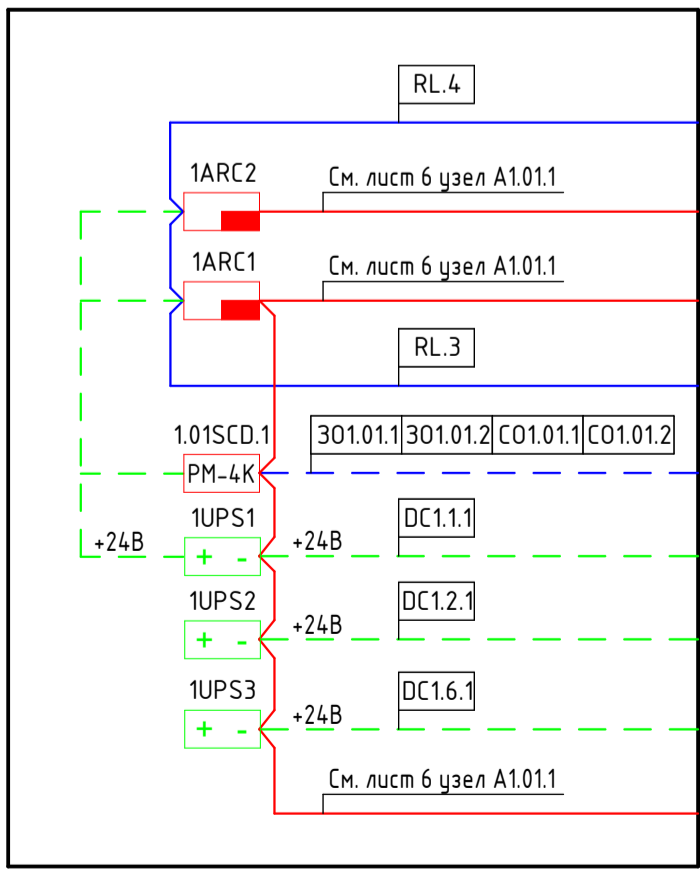 RL.4
1ARC2
См. лист 6 узел А1.01.1
1ARC1
См. лист 6 узел А1.01.1
RL.3
1.01SCD.1
ЗО1.01.1 ЗО1.01.2 СО1.01.1 СО1.01.2
РМ-4К
1UPS1
DC1.1.1
+24В
+24В
+ -
1UPS2
DC1.2.1
+24В
+ -
1UPS3
DC1.6.1
+24В
+ -
См. лист 6 узел А1.01.1